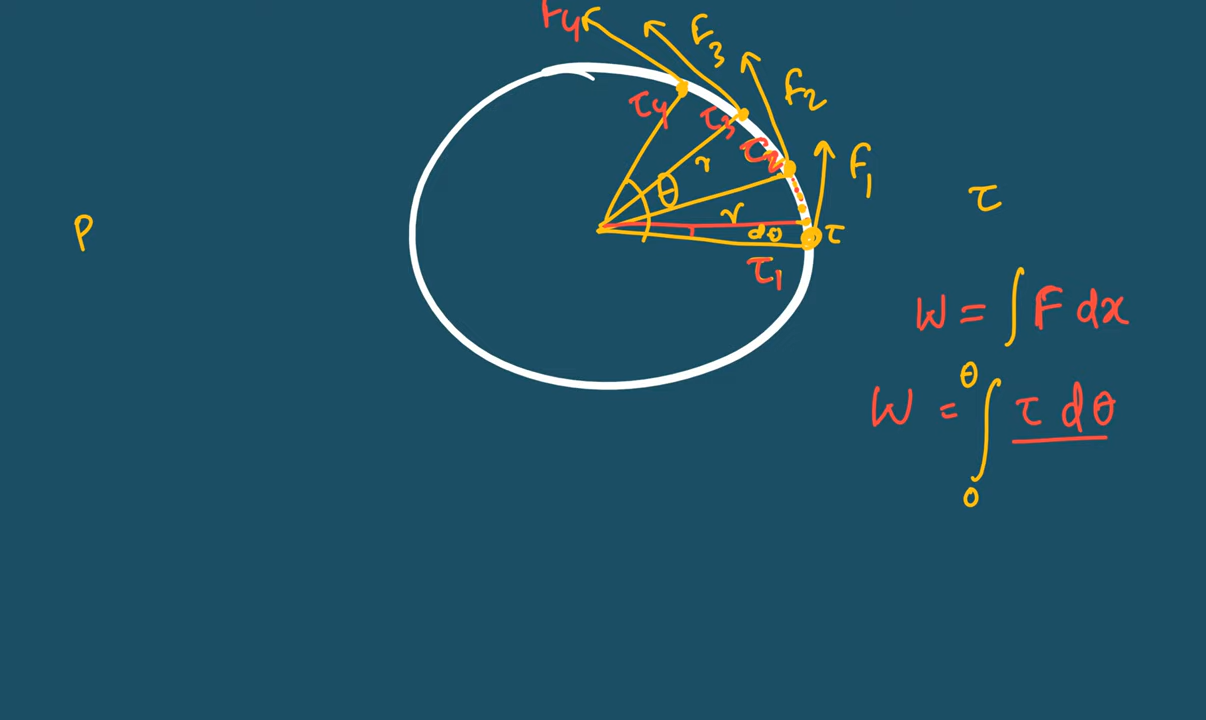 F4
F3
F2
F1
τ4
τ3
τ2
r
θ
r
dθ
τ
τ1
P
τ
W = ∫ F dx
W = ∫₀^θ τ dθ